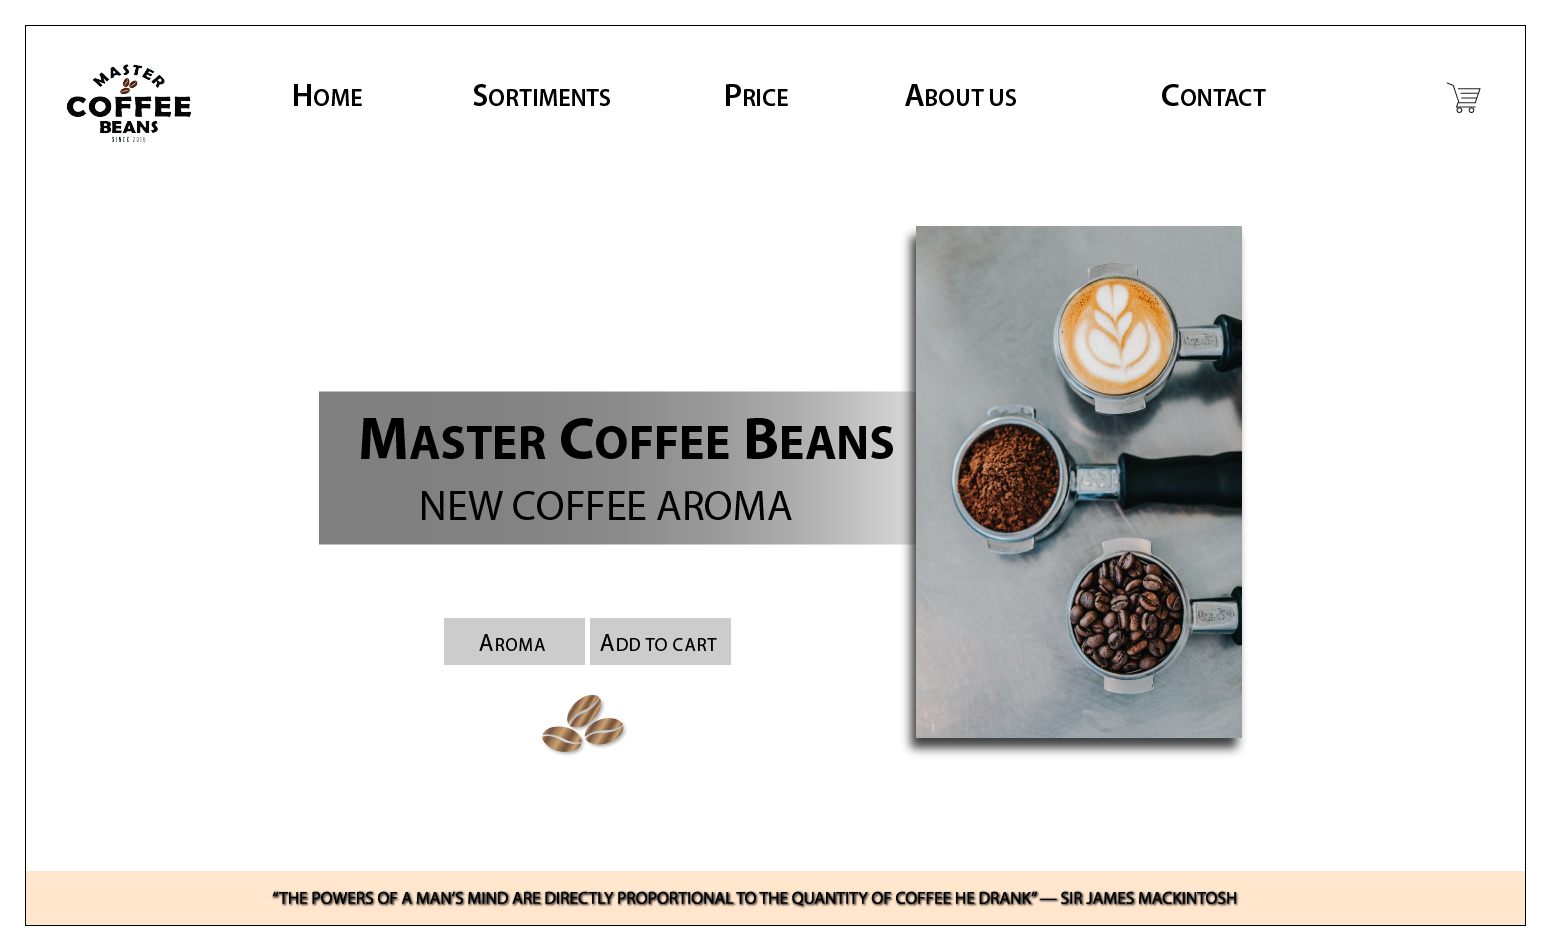 MASTER
COFFEE
BEANS
SINCE 2016
HOME SORTIMENTS PRICE ABOUT US CONTACT
MASTER COFFEE BEANS
NEW COFFEE AROMA
AROMA ADD TO CART
“THE POWERS OF A MAN’S MIND ARE DIRECTLY PROPORTIONAL TO THE QUANTITY OF COFFEE HE DRANK” — SIR JAMES MACKINTOSH